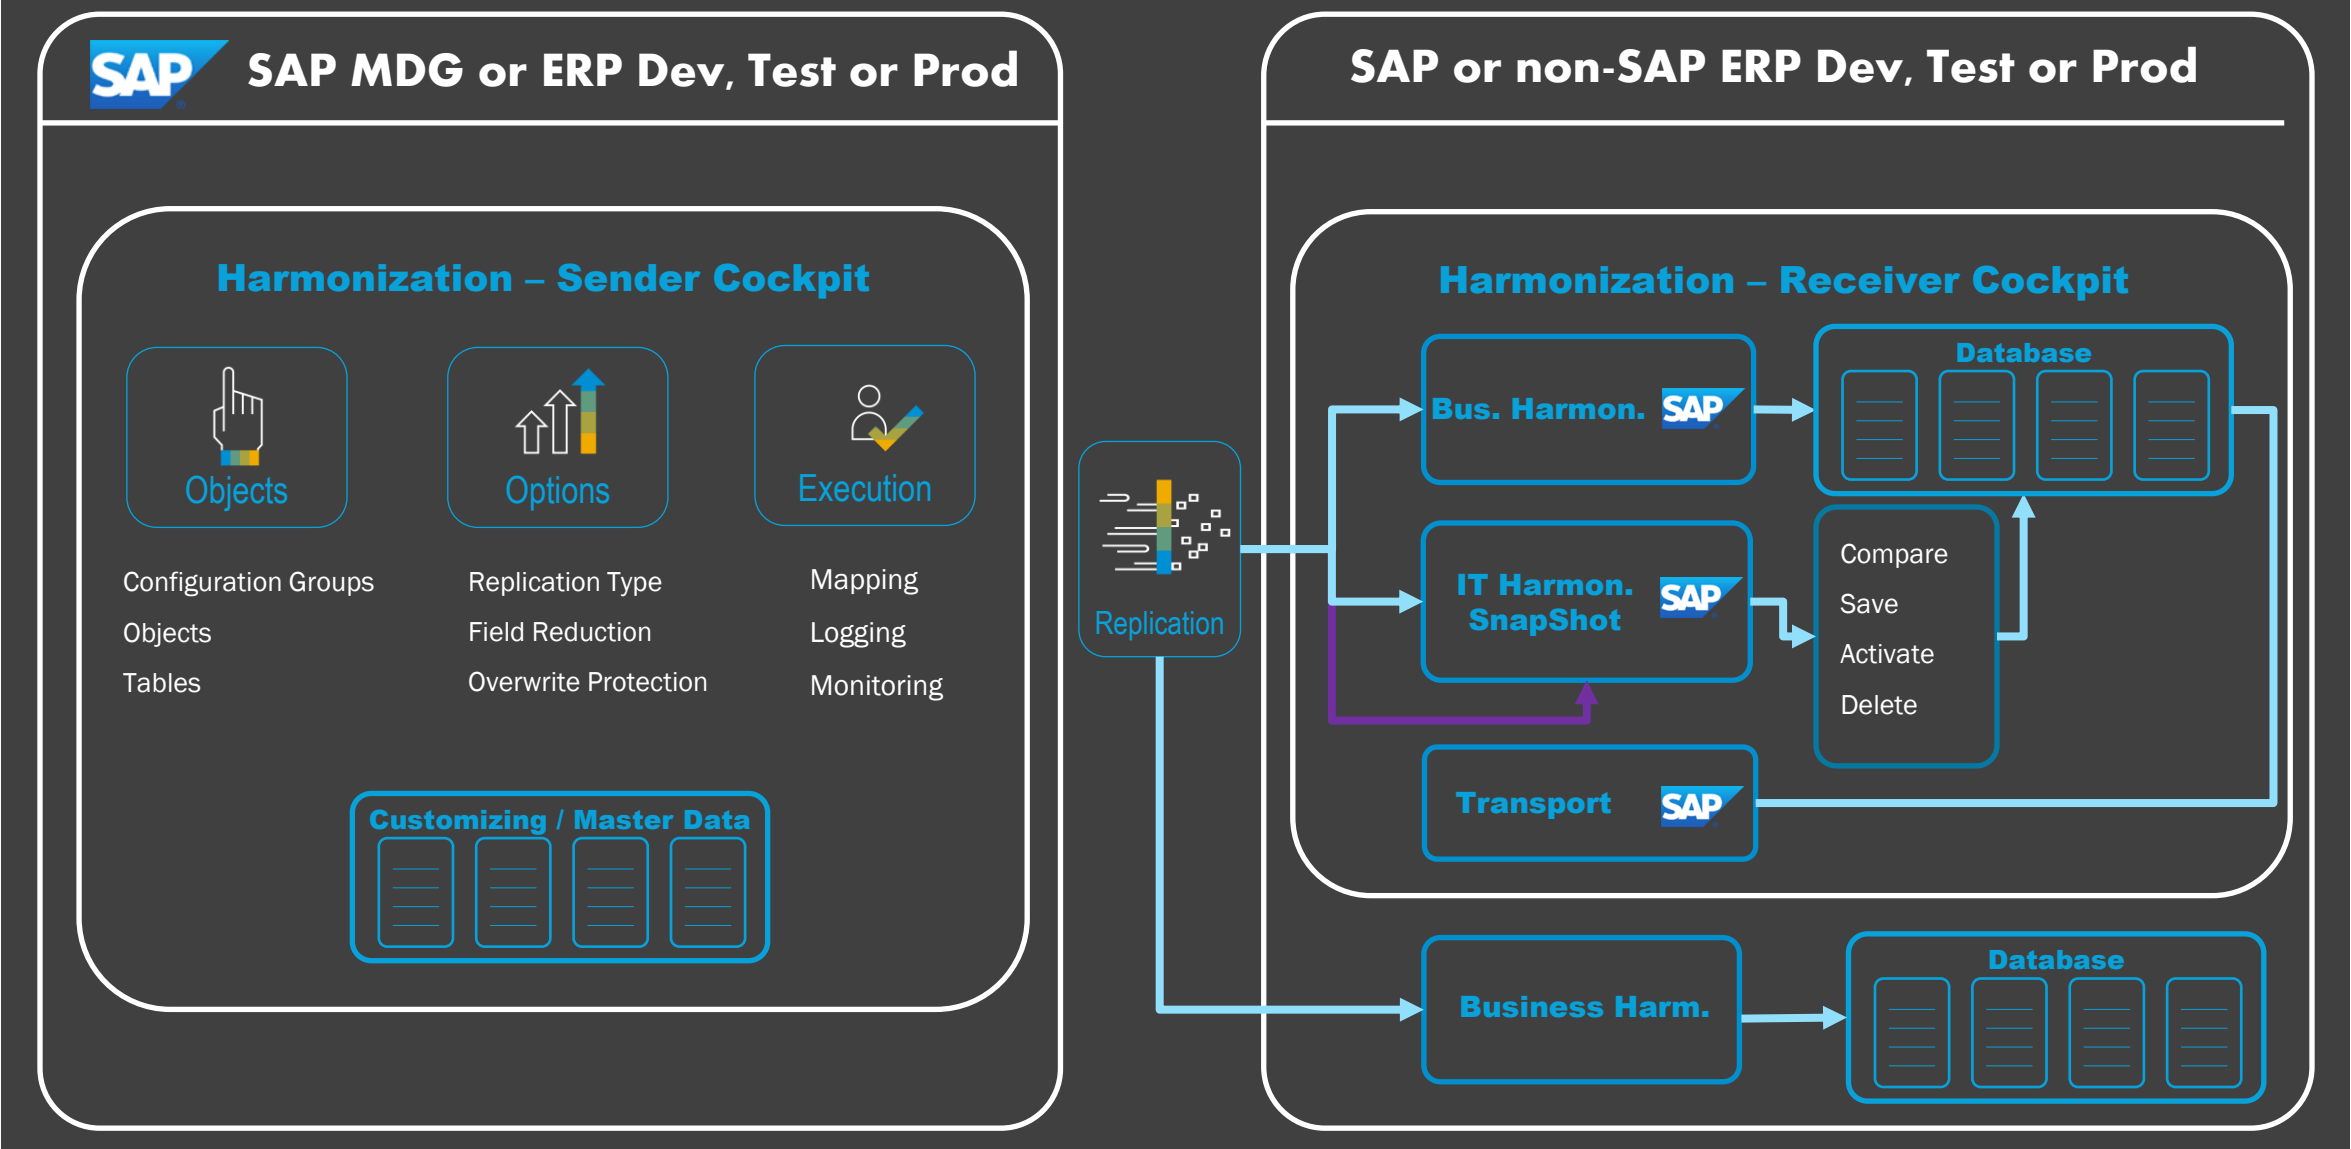 SAP
SAP MDG or ERP Dev, Test or Prod
Harmonization – Sender Cockpit
Objects
Options
Execution
Configuration Groups
Objects
Tables
Replication Type
Field Reduction
Overwrite Protection
Mapping
Logging
Monitoring
Customizing / Master Data
Replication
SAP or non-SAP ERP Dev, Test or Prod
Harmonization – Receiver Cockpit
Bus. Harmon.
SAP
Database
IT Harmon.
SnapShot
SAP
Compare
Save
Activate
Delete
Transport
SAP
Business Harm.
Database